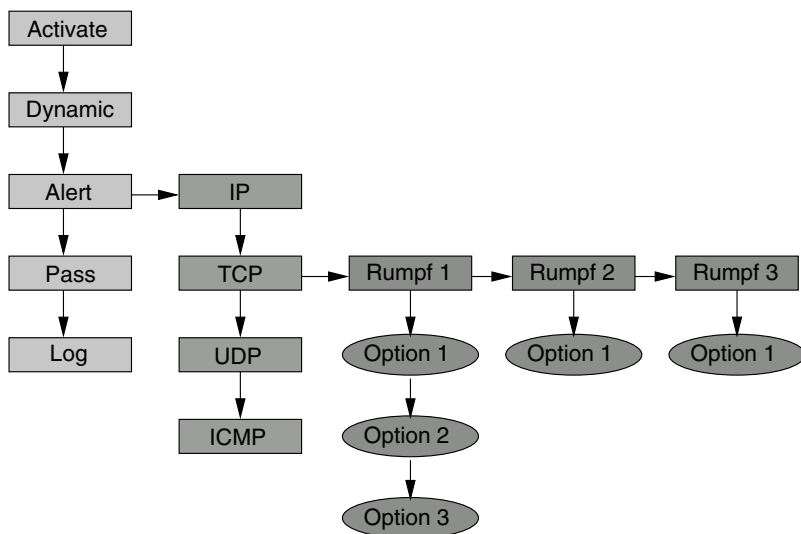 Activate
Dynamic
Alert
IP
Pass
TCP
Rumpf 1
Rumpf 2
Rumpf 3
Log
UDP
Option 1
Option 1
Option 1
ICMP
Option 2
Option 3